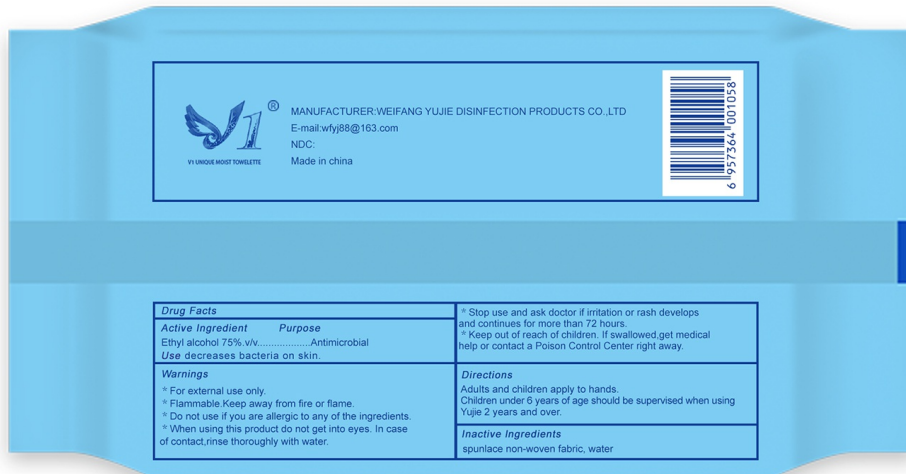 V1 ®
V1 UNIQUE MOIST TOWELETTE
MANUFACTURER:WEIFANG YUJIE DISINFECTION PRODUCTS CO.,LTD
E-mail:wfyj88@163.com
NDC:
Made in china
6 957364 001058
Drug Facts
Active Ingredient Purpose
Ethyl alcohol 75%.v/v...................Antimicrobial
Use decreases bacteria on skin.
Warnings
* For external use only.
* Flammable.Keep away from fire or flame.
* Do not use if you are allergic to any of the ingredients.
* When using this product do not get into eyes. In case
of contact,rinse thoroughly with water.
* Stop use and ask doctor if irritation or rash develops
and continues for more than 72 hours.
* Keep out of reach of children. If swallowed,get medical
help or contact a Poison Control Center right away.
Directions
Adults and children apply to hands.
Children under 6 years of age should be supervised when using
Yujie 2 years and over.
Inactive Ingredients
spunlace non-woven fabric, water